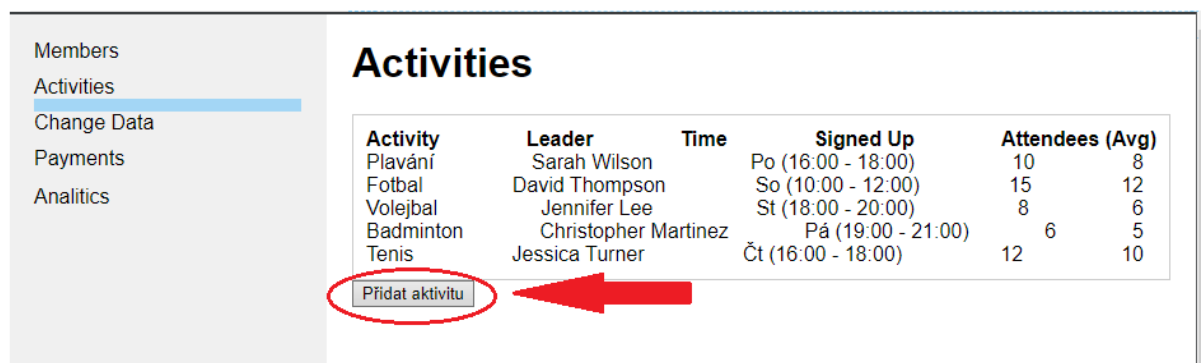 Members
Activities
Change Data
Payments
Analitics
Activities
Activity Leader Time Signed Up Attendees (Avg)
Plavání Sarah Wilson Po (16:00 - 18:00) 10 8
Fotbal David Thompson So (10:00 - 12:00) 15 12
Volejbal Jennifer Lee St (18:00 - 20:00) 8 6
Badminton Christopher Martinez Pá (19:00 - 21:00) 6 5
Tenis Jessica Turner Čt (16:00 - 18:00) 12 10
Přidat aktivitu